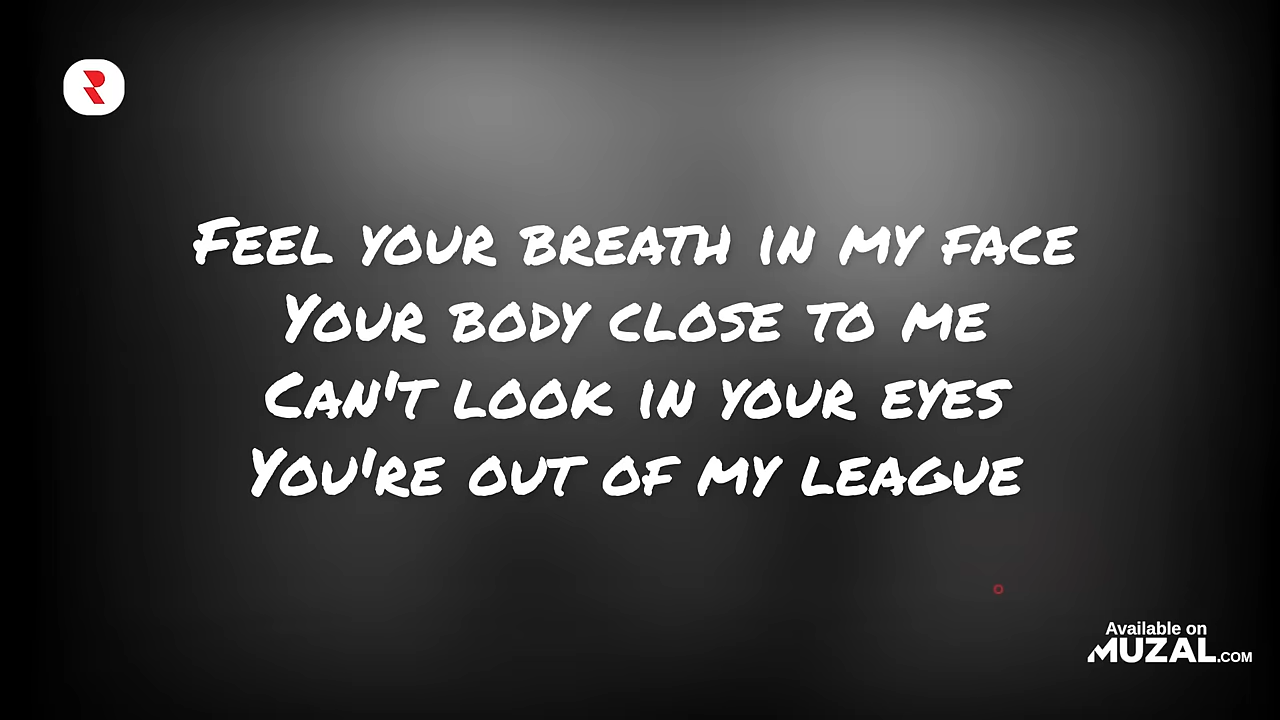 R
Feel your breath in my face
Your body close to me
Can't look in your eyes
You're out of my league
Available on
MUZAL.COM